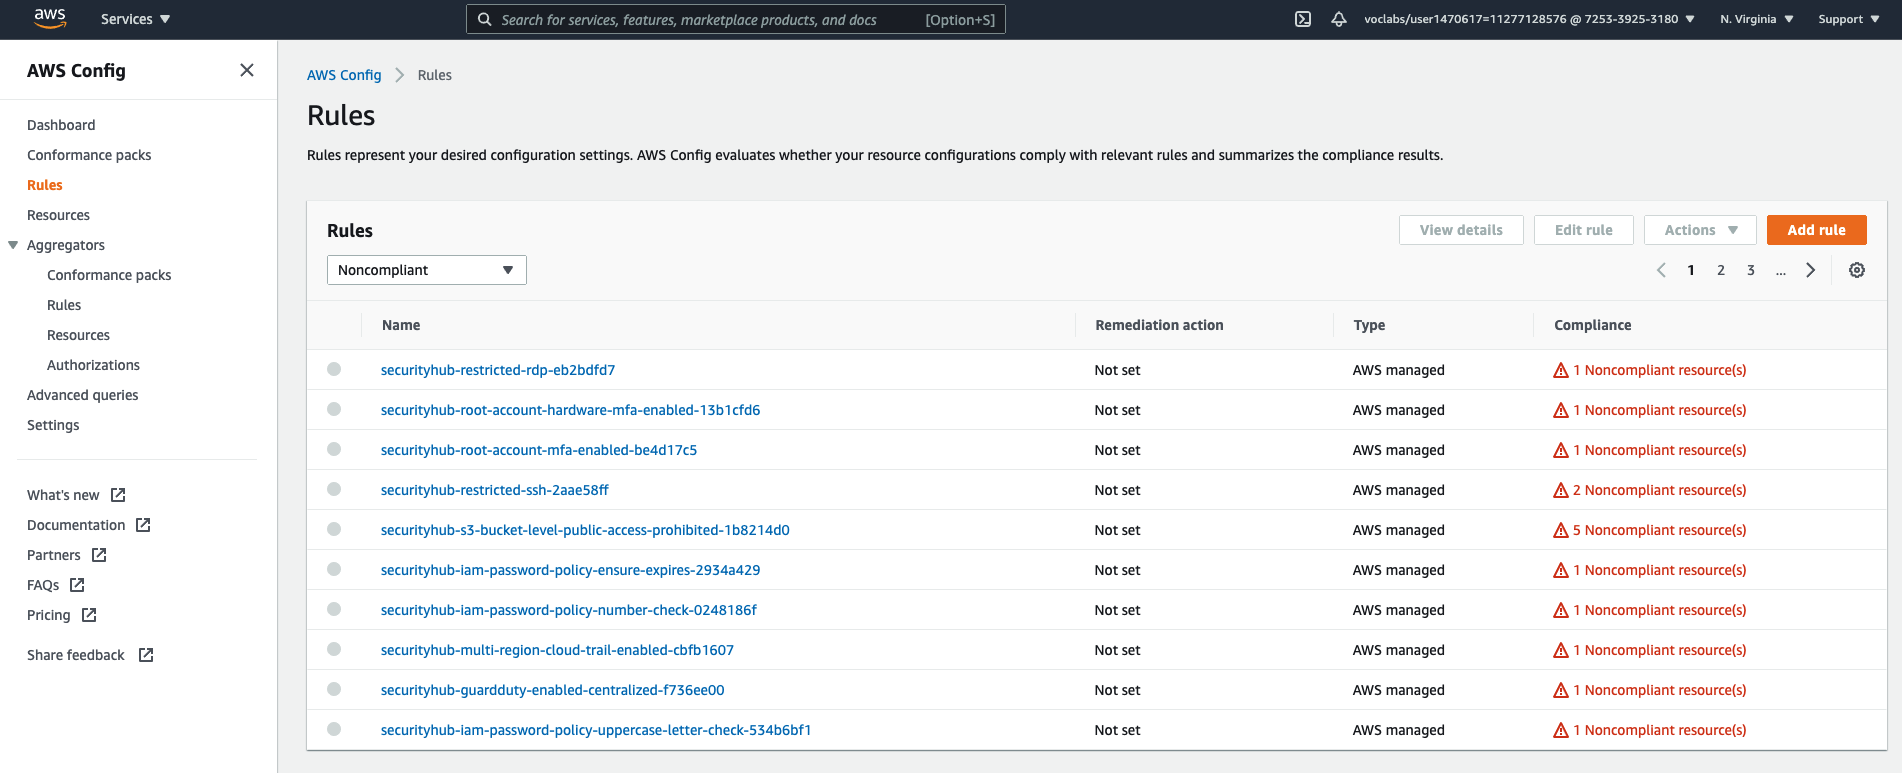 aws Services Search for services, features, marketplace products, and docs [Option+S] voclabs/user1470617=11277128576 @ 7253-3925-3180 N. Virginia Support
AWS Config
Dashboard
Conformance packs
Rules
Resources
Aggregators
Conformance packs
Rules
Resources
Authorizations
Advanced queries
Settings
What's new
Documentation
Partners
FAQs
Pricing
Share feedback
AWS Config Rules
Rules
Rules represent your desired configuration settings. AWS Config evaluates whether your resource configurations comply with relevant rules and summarizes the compliance results.
Rules View details Edit rule Actions Add rule
Noncompliant 1 2 3 ...
Name Remediation action Type Compliance
securityhub-restricted-rdp-eb2bdfd7 Not set AWS managed 1 Noncompliant resource(s)
securityhub-root-account-hardware-mfa-enabled-13b1cfd6 Not set AWS managed 1 Noncompliant resource(s)
securityhub-root-account-mfa-enabled-be4d17c5 Not set AWS managed 1 Noncompliant resource(s)
securityhub-restricted-ssh-2aae58ff Not set AWS managed 2 Noncompliant resource(s)
securityhub-s3-bucket-level-public-access-prohibited-1b8214d0 Not set AWS managed 5 Noncompliant resource(s)
securityhub-iam-password-policy-ensure-expires-2934a429 Not set AWS managed 1 Noncompliant resource(s)
securityhub-iam-password-policy-number-check-0248186f Not set AWS managed 1 Noncompliant resource(s)
securityhub-multi-region-cloud-trail-enabled-cbfb1607 Not set AWS managed 1 Noncompliant resource(s)
securityhub-guardduty-enabled-centralized-f736ee00 Not set AWS managed 1 Noncompliant resource(s)
securityhub-iam-password-policy-uppercase-letter-check-534b6bf1 Not set AWS managed 1 Noncompliant resource(s)